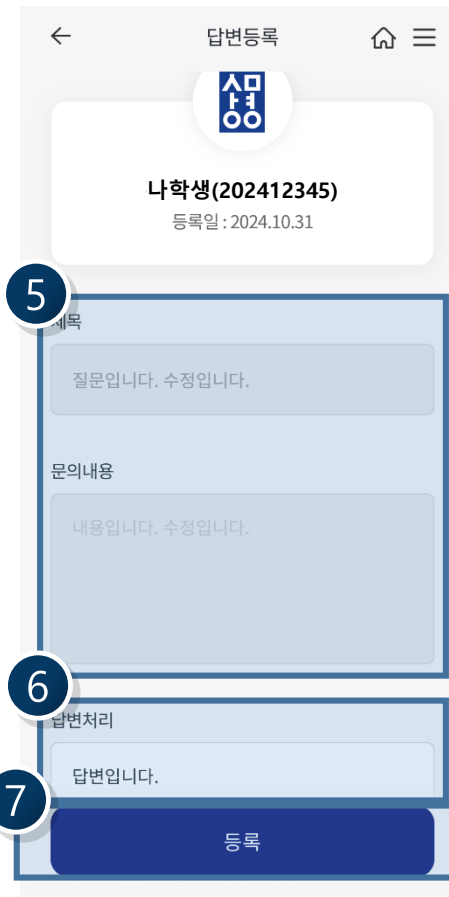 답변등록
상명
나학생(202412345)
등록일 : 2024.10.31
5
제목
질문입니다. 수정입니다.
문의내용
내용입니다. 수정입니다.
6
답변처리
답변입니다.
7
등록